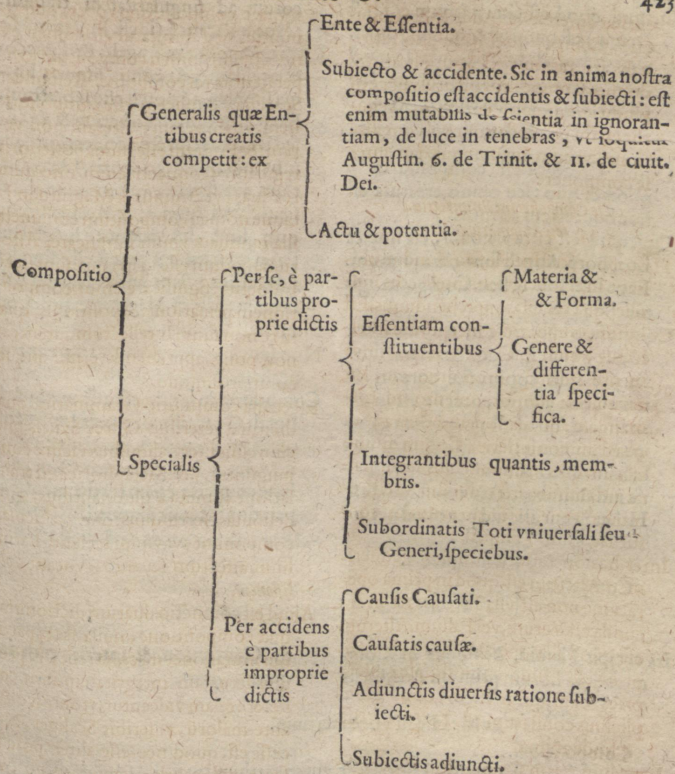 423
Ente & Eſſentia.
Subiecto & accidente. Sic in anima noſtra
compoſitio eſt accidentis & ſubiecti: eſt
enim mutabilis de ſcientia in ignoran-
tiam, de luce in tenebras, vt loquitur
Auguſtin. 6. de Trinit. & 11. de ciuit.
Dei.
Actu & potentia.
Generalis quæ En-
tibus creatis
competit: ex
Compoſitio
Specialis
Per ſe, è par-
tibus pro-
prie dictis
Eſſentiam con-
ſtituentibus
Materia &
& Forma.
Genere &
differen-
tia ſpeci-
fica.
Integrantibus quantis, mem-
bris.
Subordinatis Toti vniuerſali ſeu
Generi, ſpeciebus.
Per accidens
è partibus
improprie
dictis
Cauſis Cauſati.
Cauſatis cauſæ.
Adiunctis diuerſis ratione ſub-
iecti.
Subiectis adiuncti.